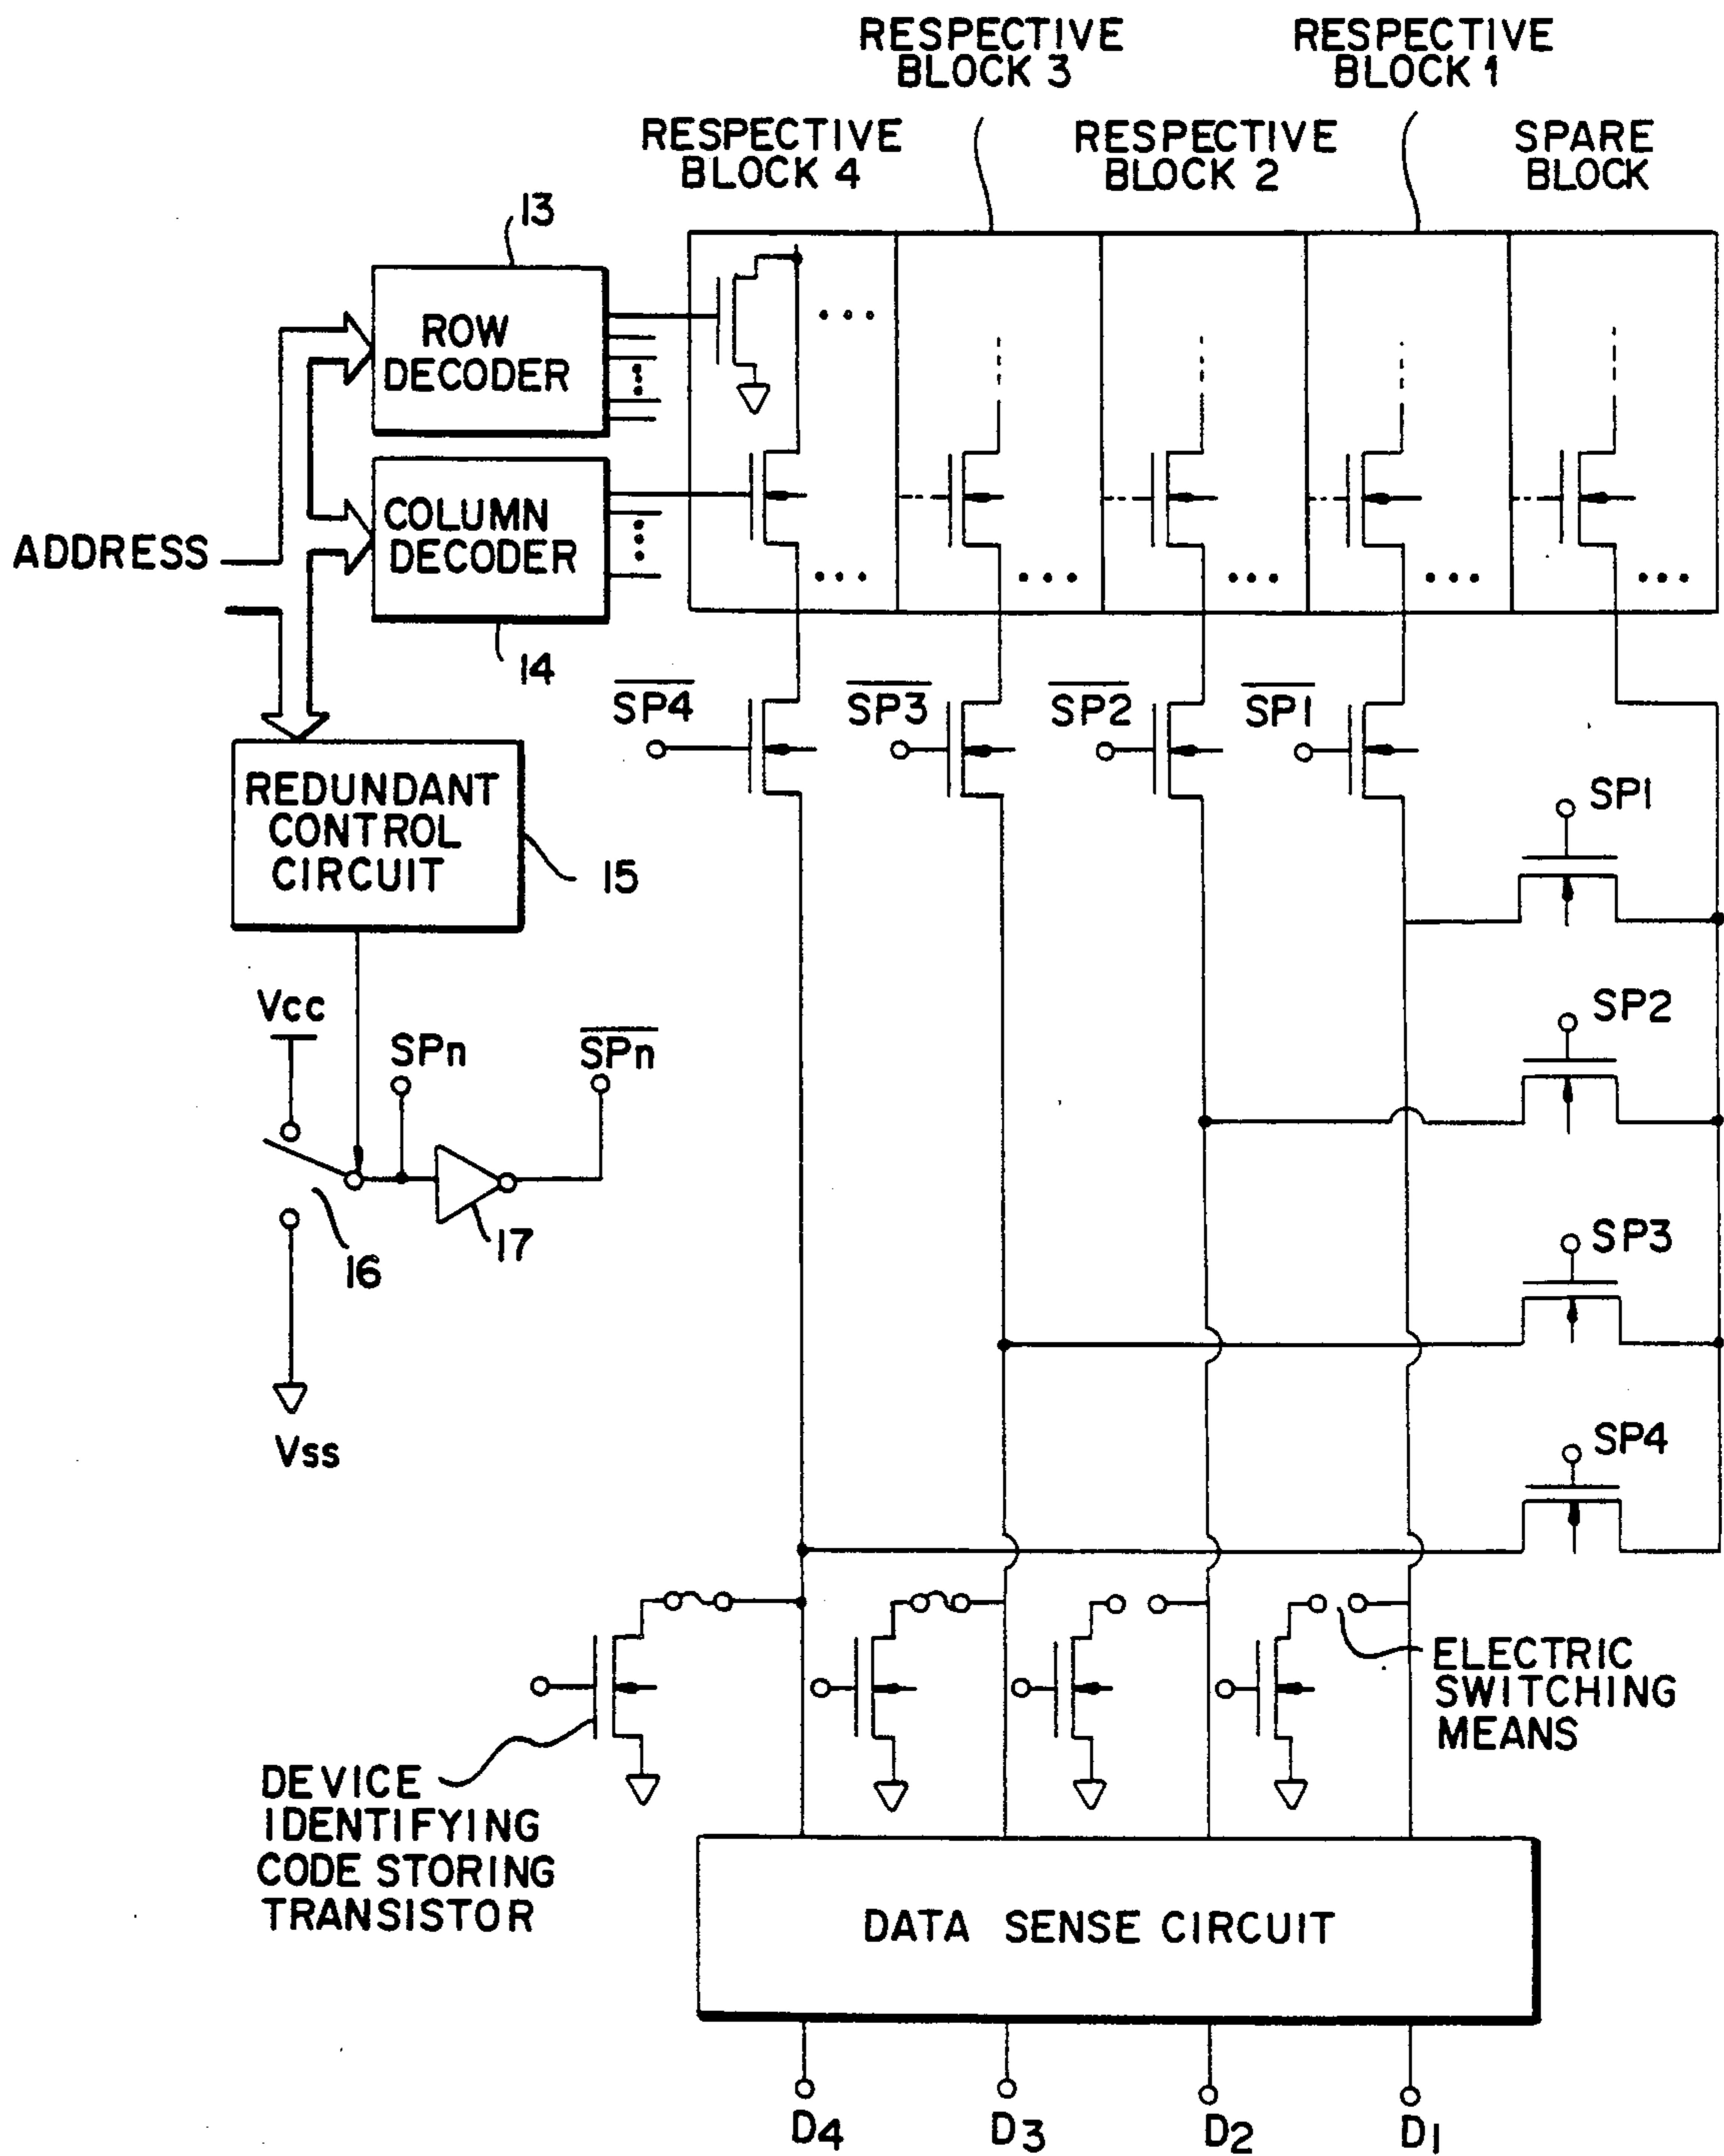 RESPECTIVE
BLOCK 3
RESPECTIVE
BLOCK 1
RESPECTIVE
BLOCK 4
RESPECTIVE
BLOCK 2
SPARE
BLOCK
13
ROW
DECODER
COLUMN
DECODER
ADDRESS
14
SP4
SP3
SP2
SP1
REDUNDANT
CONTROL
CIRCUIT
15
SP1
Vcc
SPn
SPn
SP2
16
17
SP3
Vss
SP4
ELECTRIC
SWITCHING
MEANS
DEVICE
IDENTIFYING
CODE STORING
TRANSISTOR
DATA SENSE CIRCUIT
D4
D3
D2
D1